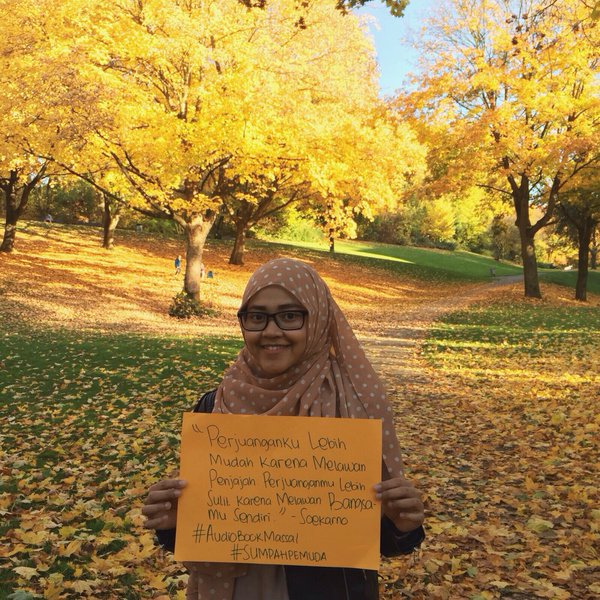 "Perjuanganku Lebih
Mudah Karena Melawan
Penjajah. Perjuanganmu Lebih
Sulit Karena Melawan Bangsa-
mu Sendiri." - Soekarno
#AudioBookMassal
#SUMPAHPEMUDA